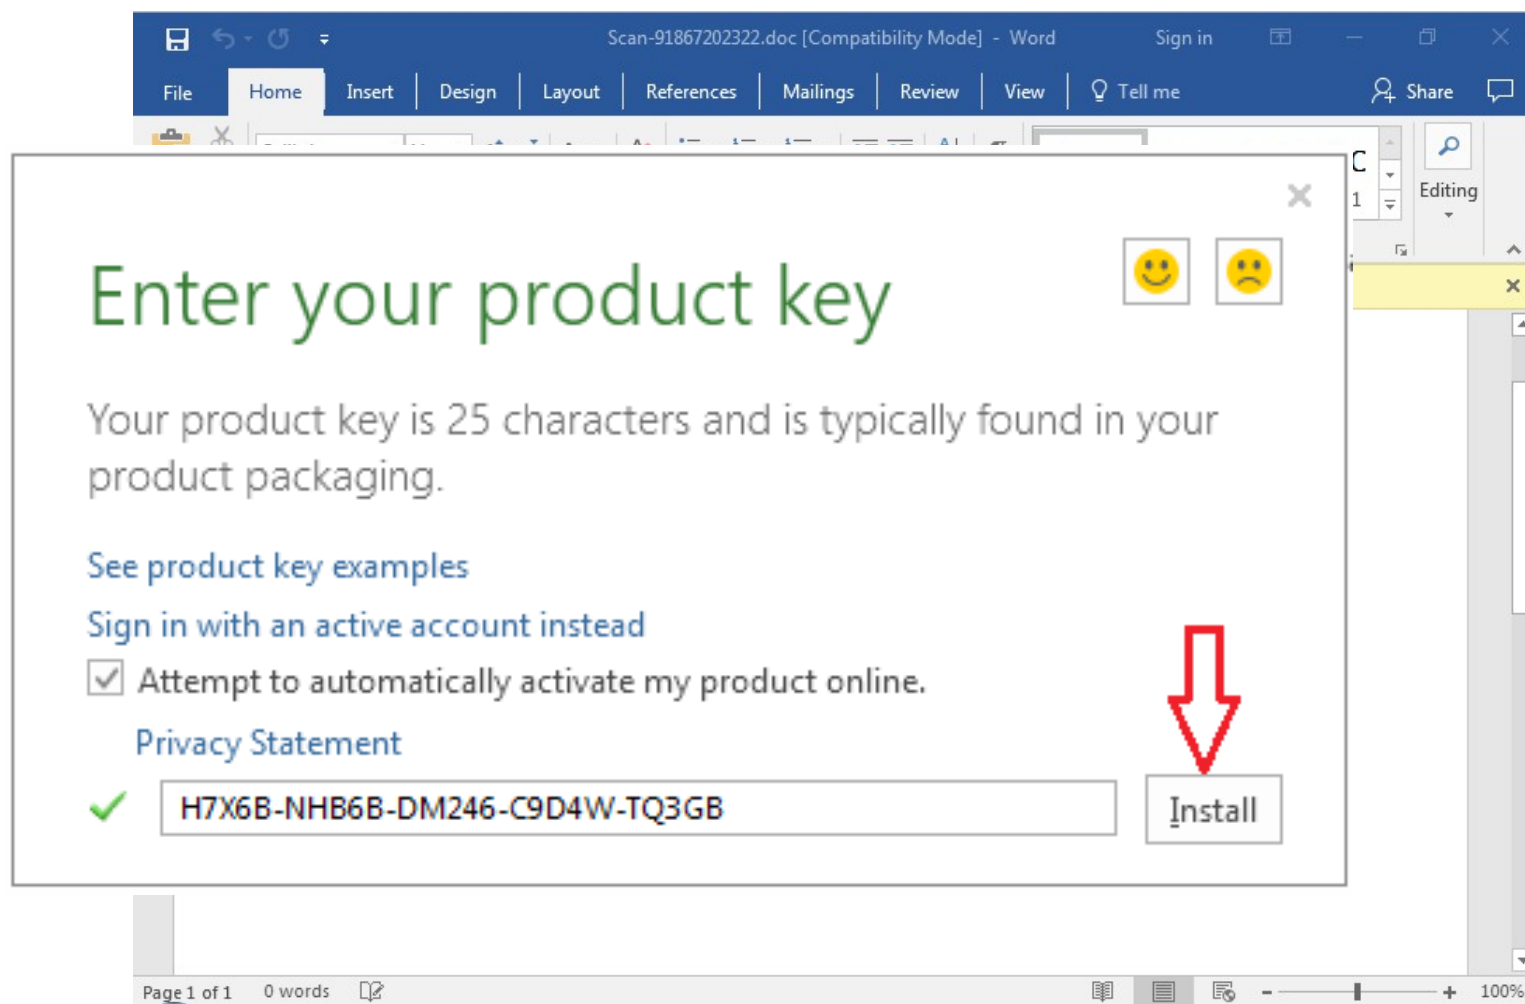 Scan-91867202322.doc [Compatibility Mode] - Word Sign in
File Home Insert Design Layout References Mailings Review View Tell me Share
C
1
Editing
Enter your product key
Your product key is 25 characters and is typically found in your
product packaging.
See product key examples
Sign in with an active account instead
Attempt to automatically activate my product online.
Privacy Statement
H7X6B-NHB6B-DM246-C9D4W-TQ3GB Install
Page 1 of 1 0 words 100%